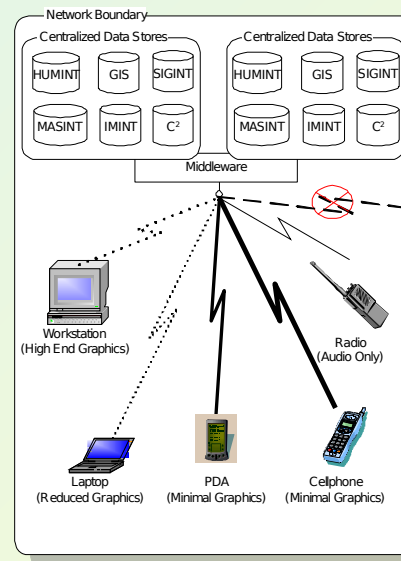 Network Boundary
Centralized Data Stores
HUMINT
GIS
SIGINT
MASINT
IMINT
C²
Centralized Data Stores
HUMINT
GIS
SIGINT
MASINT
IMINT
C²
Middleware
Workstation
(High End Graphics)
Radio
(Audio Only)
Laptop
(Reduced Graphics)
PDA
(Minimal Graphics)
Cellphone
(Minimal Graphics)